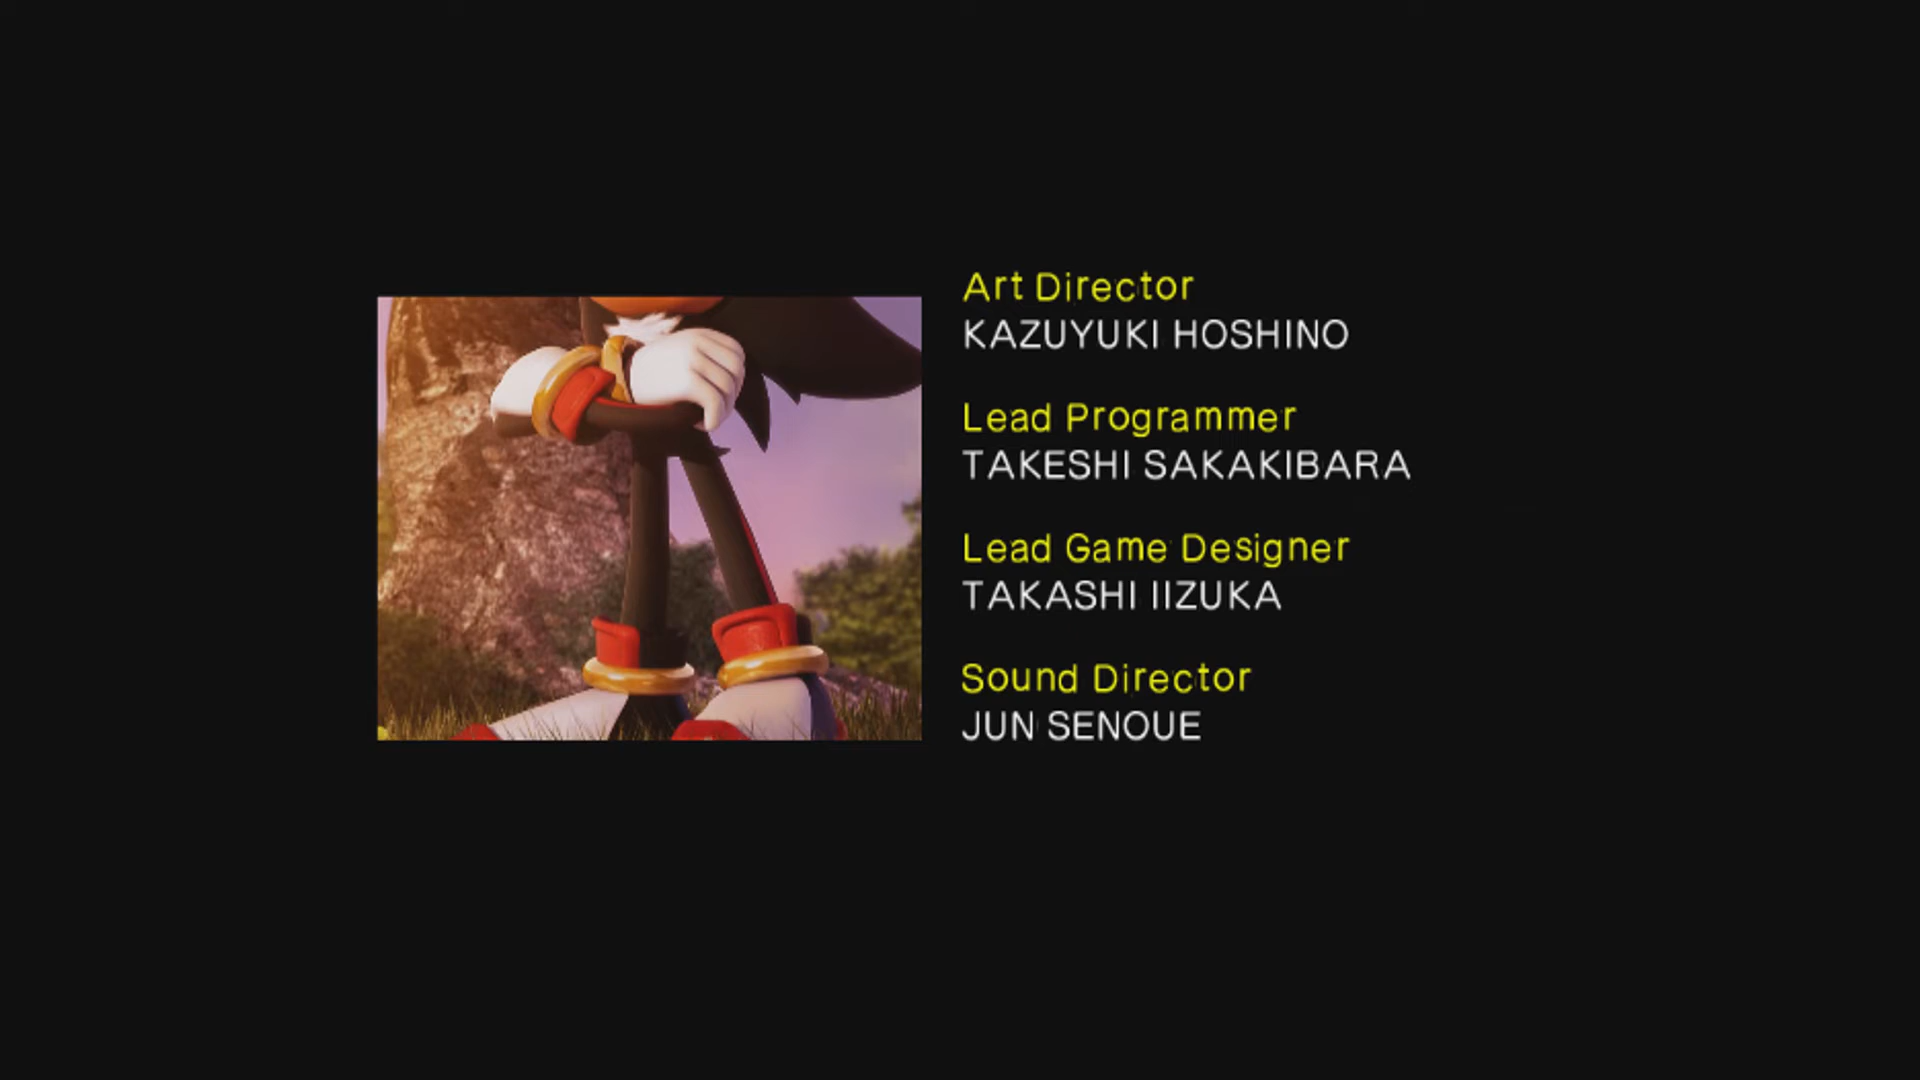 Art Director
KAZUYUKI HOSHINO
Lead Programmer
TAKESHI SAKAKIBARA
Lead Game Designer
TAKASHI IIZUKA
Sound Director
JUN SENOUE